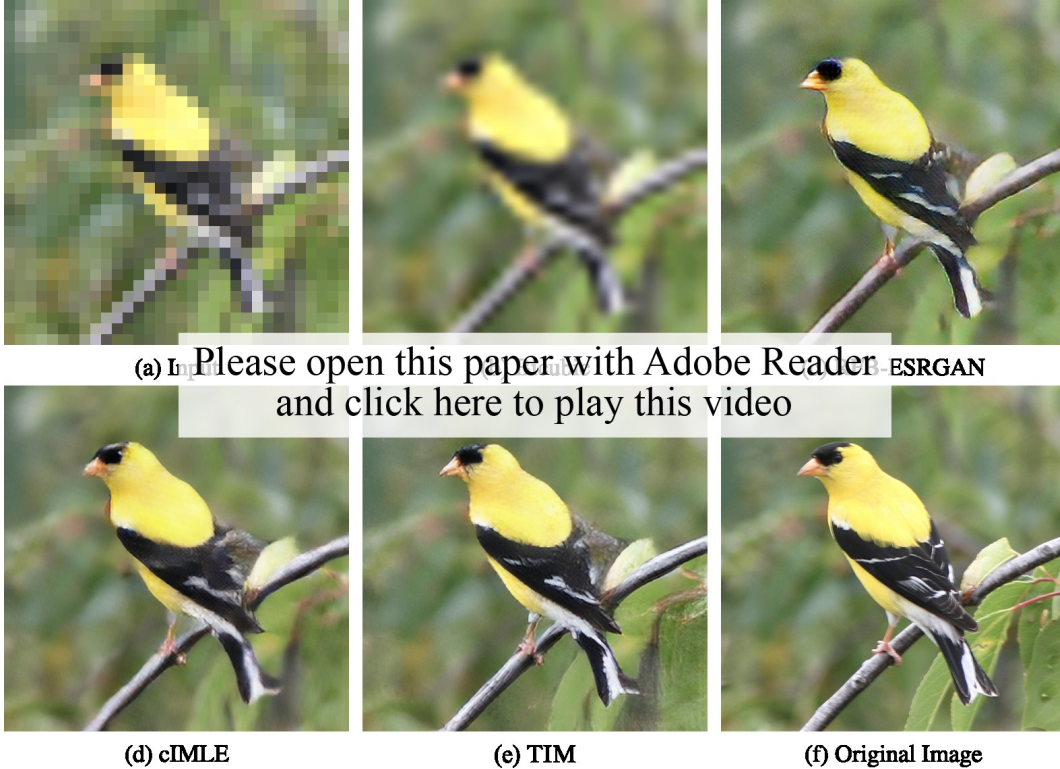 (a) Input
Please open this paper with Adobe Reader
-ESRGAN
and click here to play this video
(d) cIMLE
(e) TIM
(f) Original Image